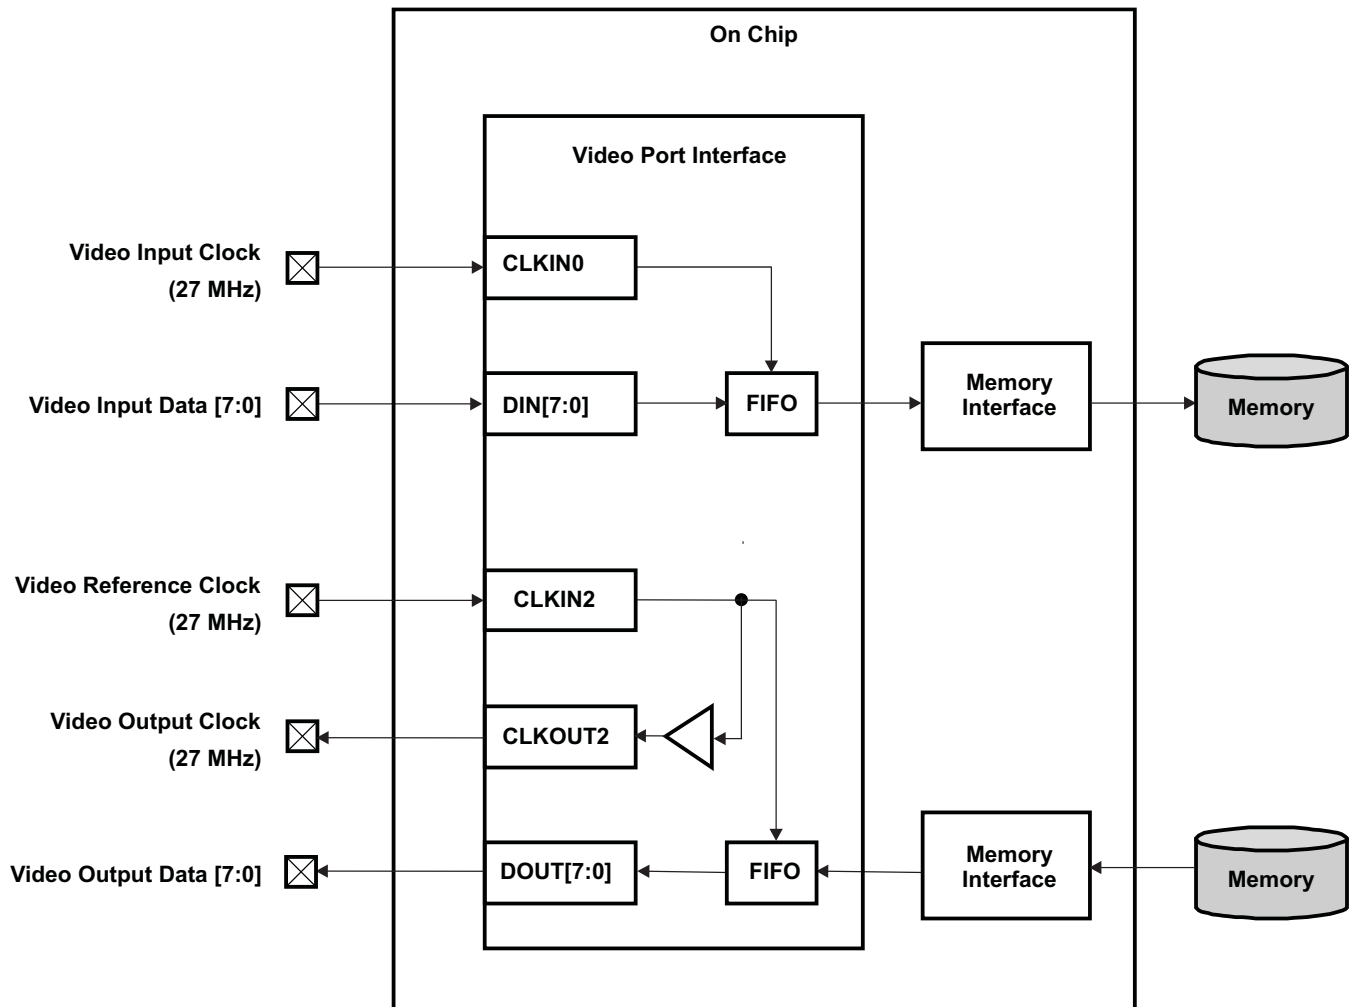 On Chip
Video Port Interface
Video Input Clock
(27 MHz)
CLKIN0
Video Input Data [7:0]
DIN[7:0]
FIFO
Memory
Interface
Memory
Video Reference Clock
(27 MHz)
CLKIN2
Video Output Clock
(27 MHz)
CLKOUT2
Video Output Data [7:0]
DOUT[7:0]
FIFO
Memory
Interface
Memory